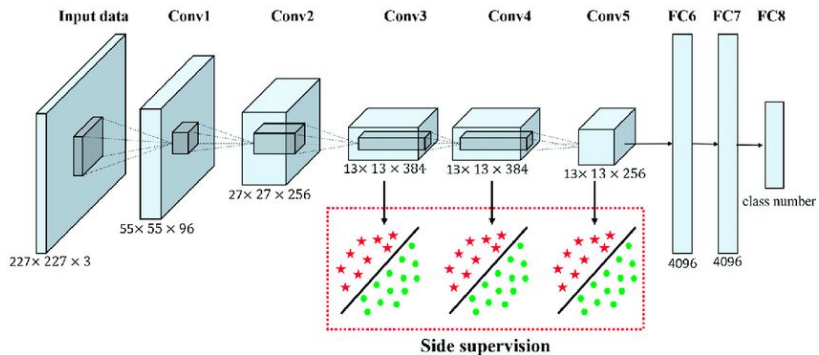 Input data
Conv1
Conv2
Conv3
Conv4
Conv5
FC6
FC7
FC8
227× 227 × 3
55× 55 × 96
27× 27 × 256
13× 13 × 384
13× 13 × 384
13× 13 × 256
4096
4096
class number
Side supervision